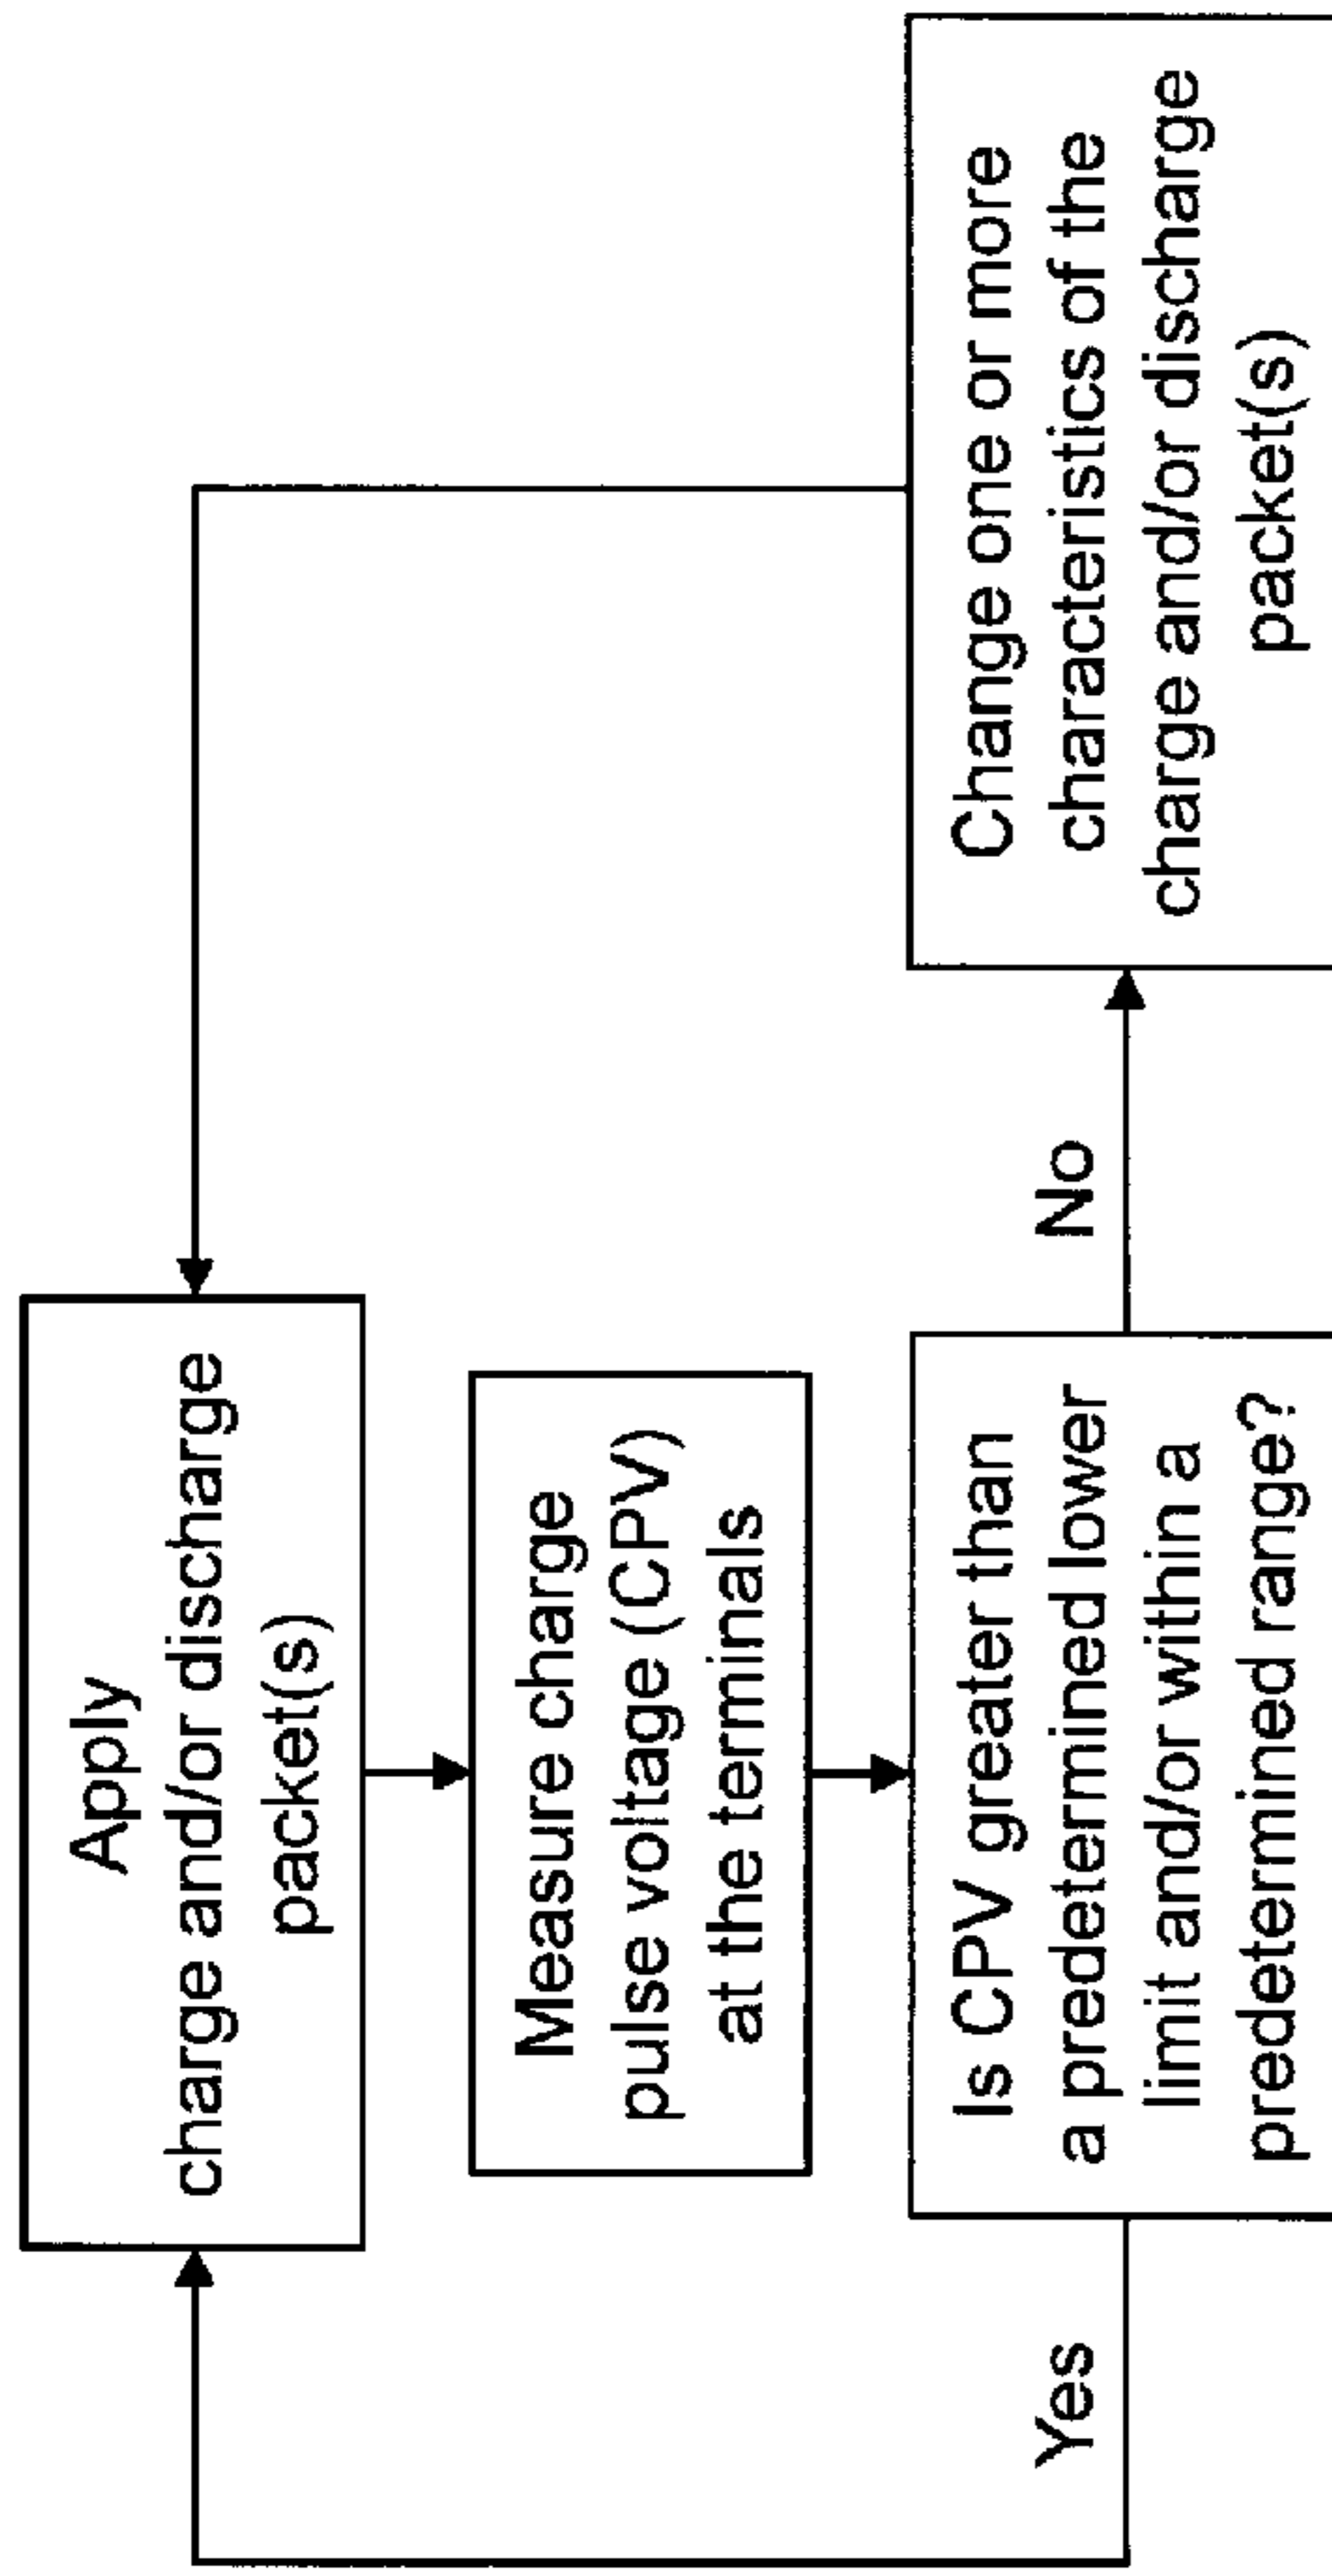 Apply
charge and/or discharge
packet(s)
Measure charge
pulse voltage (CPV)
at the terminals
Is CPV greater than
a predetermined lower
limit and/or within a
predetermined range?
Yes
No
Change one or more
characteristics of the
charge and/or discharge
packet(s)